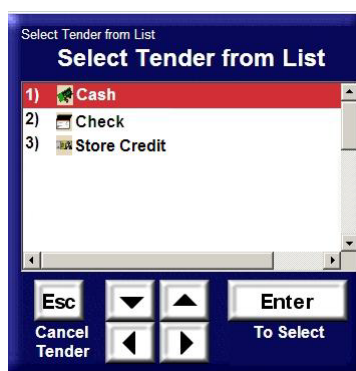 Select Tender from List
Select Tender from List
1) Cash
2) Check
3) Store Credit
Esc
Enter
Cancel
Tender
To Select